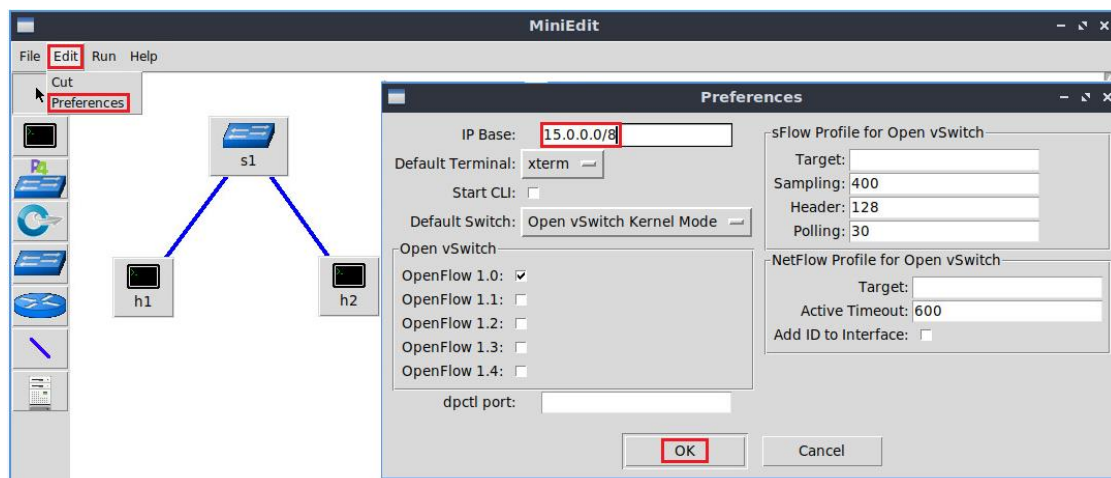 MiniEdit
File Edit Run Help
Cut
Preferences
P4
s1
h1
h2
Preferences
IP Base: 15.0.0.0/8
Default Terminal: xterm
Start CLI:
Default Switch: Open vSwitch Kernel Mode
Open vSwitch
OpenFlow 1.0:
OpenFlow 1.1:
OpenFlow 1.2:
OpenFlow 1.3:
OpenFlow 1.4:
dpctl port:
sFlow Profile for Open vSwitch
Target:
Sampling: 400
Header: 128
Polling: 30
NetFlow Profile for Open vSwitch
Target:
Active Timeout: 600
Add ID to Interface:
OK Cancel